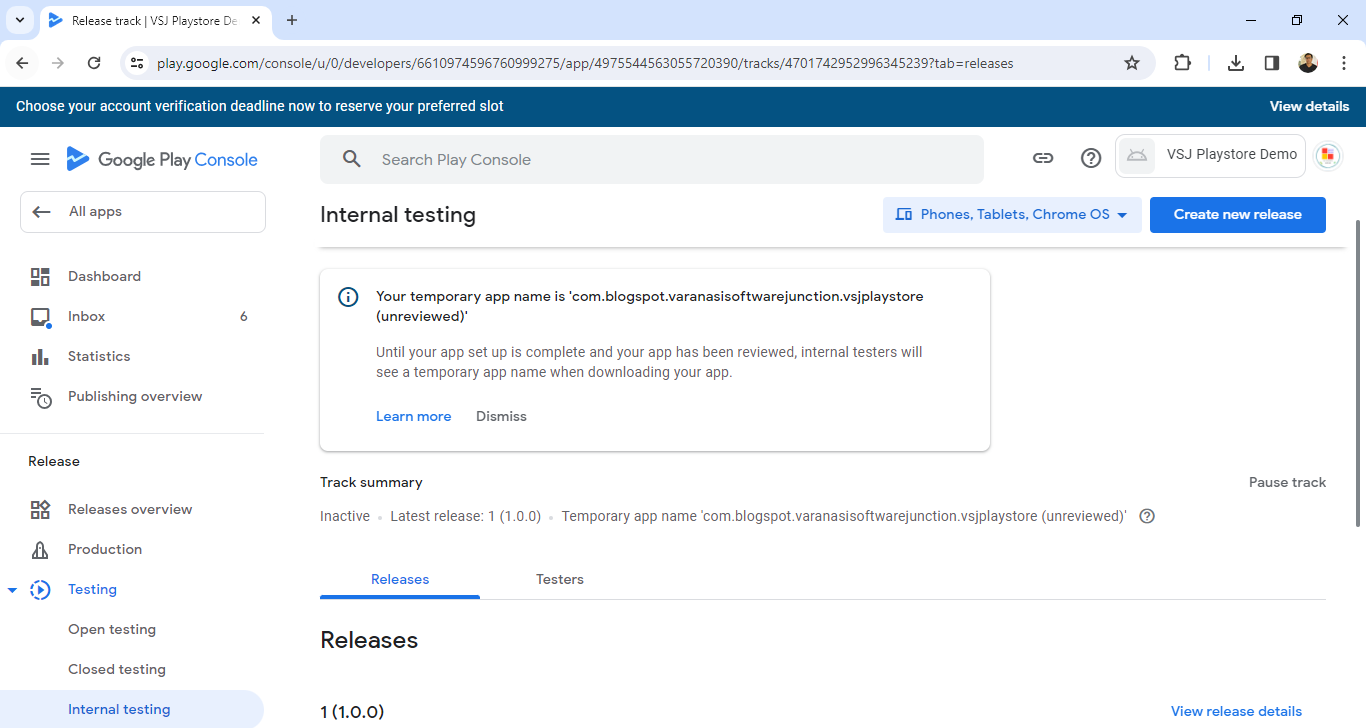 Release track | VSJ Playstore De
play.google.com/console/u/0/developers/6610974596760999275/app/4975544563055720390/tracks/4701742952996345239?tab=releases
Choose your account verification deadline now to reserve your preferred slot
View details
Google Play Console
Search Play Console
VSJ Playstore Demo
All apps
Internal testing
Phones, Tablets, Chrome OS
Create new release
Dashboard
Inbox
6
Statistics
Publishing overview
Release
Releases overview
Production
Testing
Open testing
Closed testing
Internal testing
Your temporary app name is 'com.blogspot.varanasisoftwarejunction.vsjplaystore
(unreviewed)'
Until your app set up is complete and your app has been reviewed, internal testers will
see a temporary app name when downloading your app.
Learn more
Dismiss
Track summary
Pause track
Inactive • Latest release: 1 (1.0.0) • Temporary app name 'com.blogspot.varanasisoftwarejunction.vsjplaystore (unreviewed)'
Releases
Testers
Releases
1 (1.0.0)
View release details